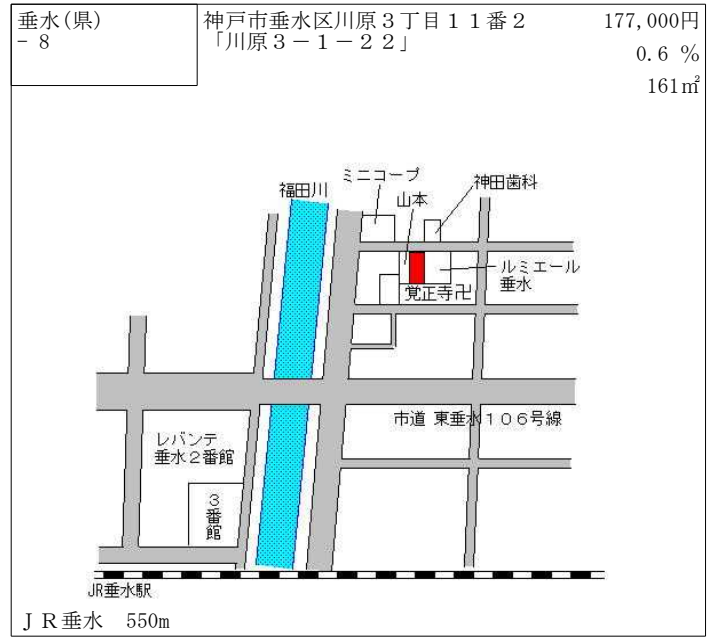 垂水(県)
－8
神戸市垂水区川原３丁目１１番２
「川原３－１－２２」
177,000円
0.6 %
161㎡
ミニコープ
福田川
山本
神田歯科
ルミエール
垂水
覚正寺卍
市道 東垂水１０６号線
レバンテ
垂水２番館
３
番
館
JR垂水駅
ＪＲ垂水 550m